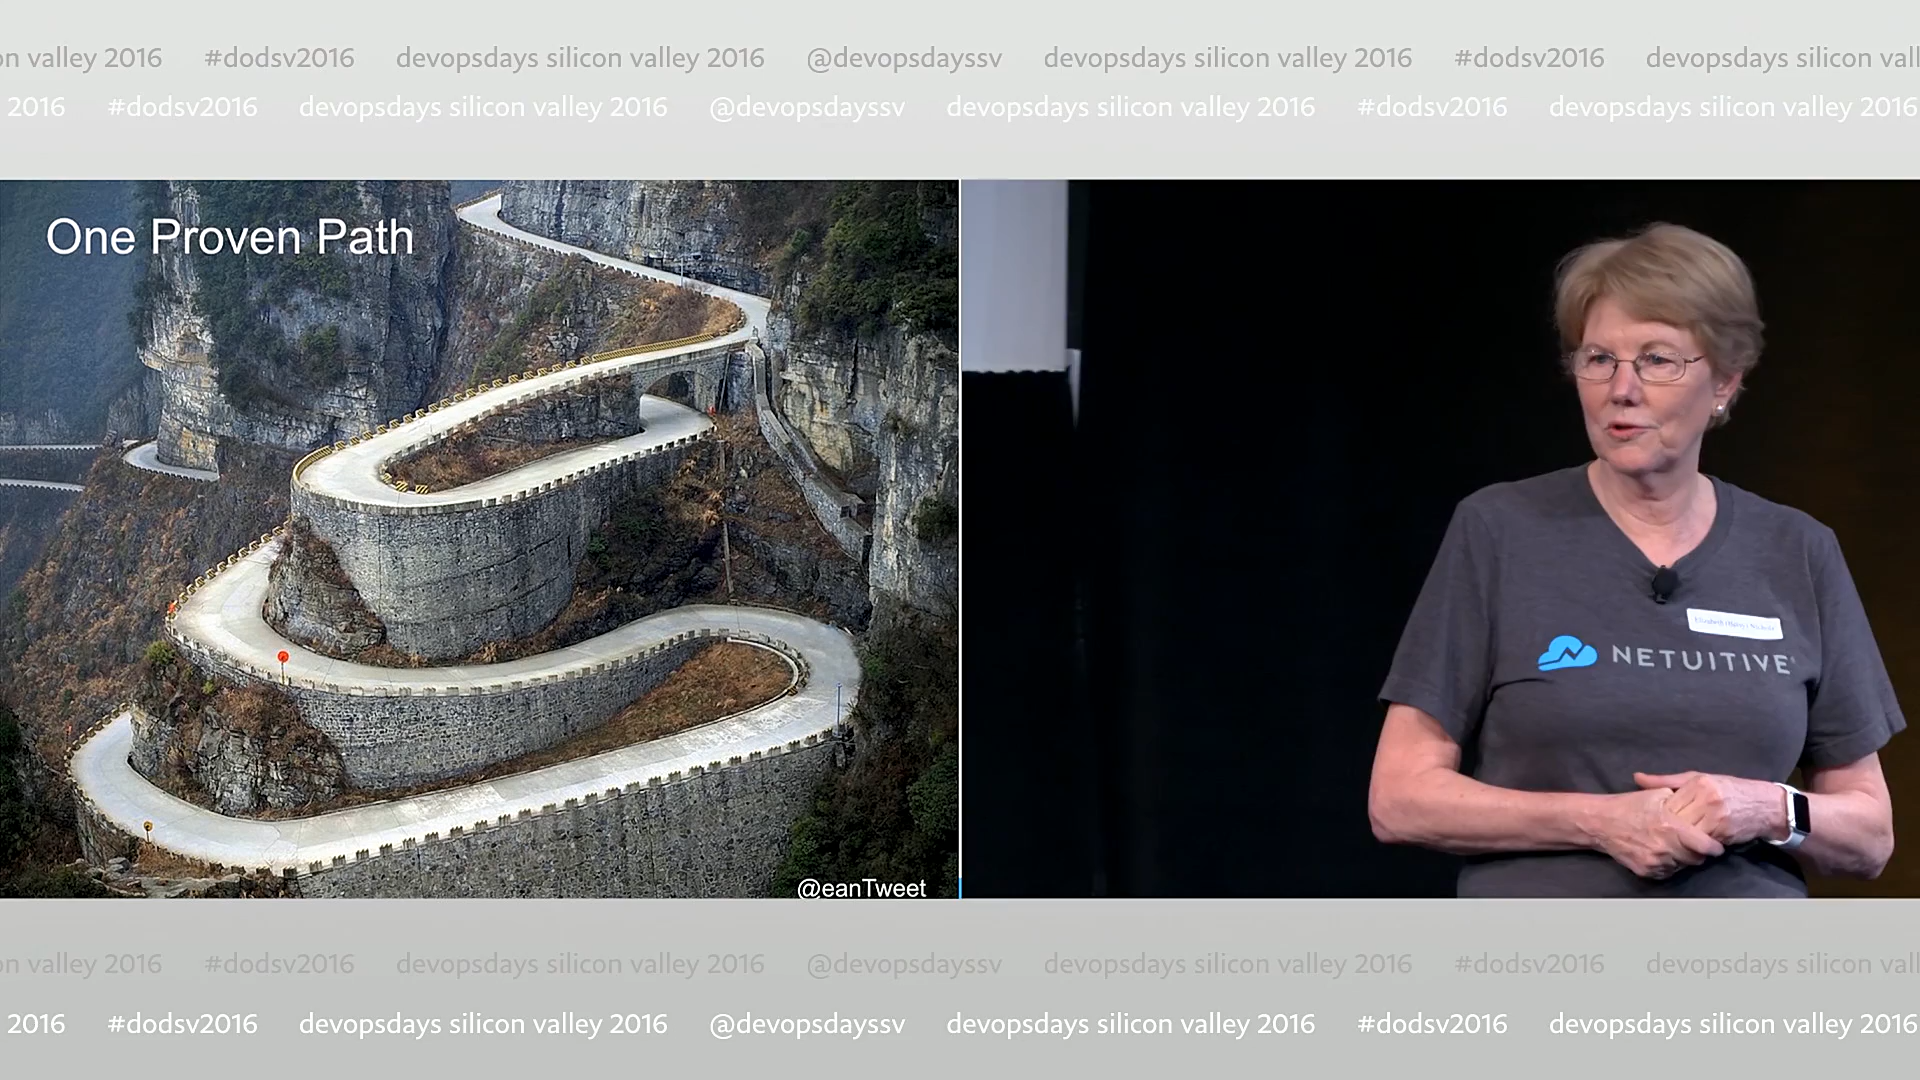 on valley 2016 #dodsv2016 devopsdays silicon valley 2016 @devopsdayssv devopsdays silicon valley 2016 #dodsv2016 devopsdays silicon vall
2016 #dodsv2016 devopsdays silicon valley 2016 @devopsdayssv devopsdays silicon valley 2016 #dodsv2016 devopsdays silicon valley 2016
One Proven Path
@eanTweet
Elizabeth
NETUITIVE
on valley 2016 #dodsv2016 devopsdays silicon valley 2016 @devopsdayssv devopsdays silicon valley 2016 #dodsv2016 devopsdays silicon vall
2016 #dodsv2016 devopsdays silicon valley 2016 @devopsdayssv devopsdays silicon valley 2016 #dodsv2016 devopsdays silicon valley 2016